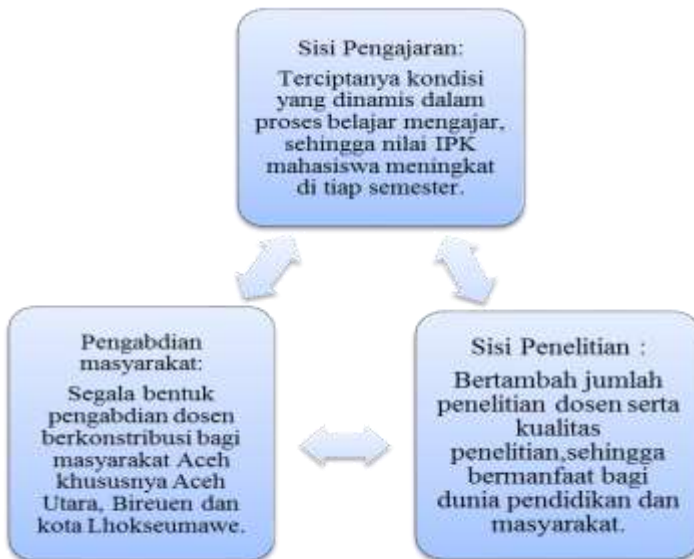 Sisi Pengajaran:
Terciptanya kondisi
yang dinamis dalam
proses belajar mengajar,
sehingga nilai IPK
mahasiswa meningkat
di tiap semester.
Pengabdian
masyarakat:
Segala bentuk
pengabdian dosen
berkonstribusi bagi
masyarakat Aceh
khususnya Aceh
Utara, Bireuen dan
kota Lhokseumawe.
Sisi Penelitian :
Bertambah jumlah
penelitian dosen serta
kualitas
penelitian,sehingga
bermanfaat bagi
dunia pendidikan dan
masyarakat.